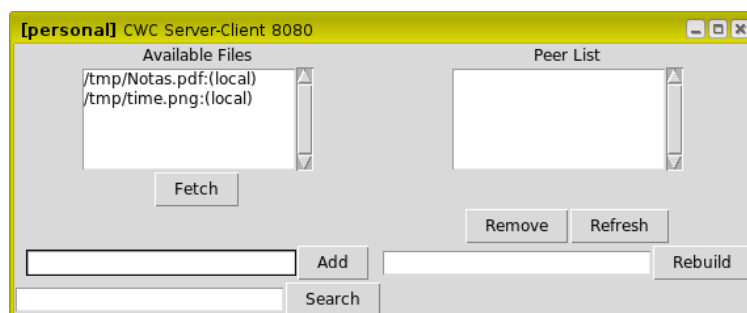 [personal] CWC Server-Client 8080
Available Files
Peer List
/tmp/Notas.pdf:(local)
/tmp/time.png:(local)
Fetch
Remove Refresh
Add Rebuild
Search